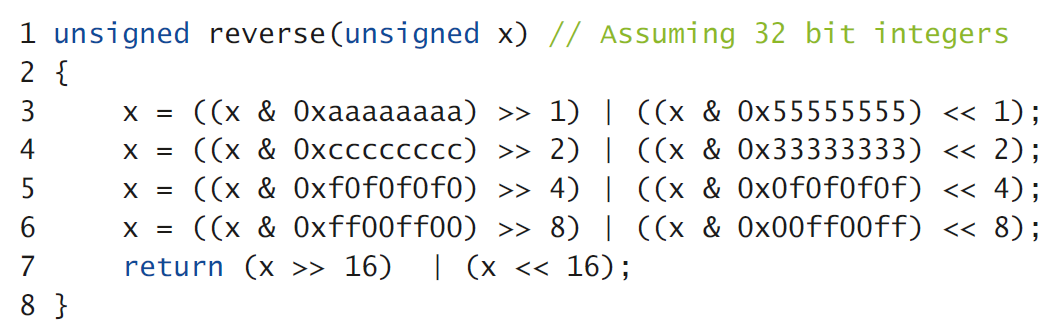 1 unsigned reverse(unsigned x) // Assuming 32 bit integers
2 {
3     x = ((x & 0xaaaaaaaa) >> 1) | ((x & 0x55555555) << 1);
4     x = ((x & 0xcccccccc) >> 2) | ((x & 0x33333333) << 2);
5     x = ((x & 0xf0f0f0f0) >> 4) | ((x & 0x0f0f0f0f) << 4);
6     x = ((x & 0xff00ff00) >> 8) | ((x & 0x00ff00ff) << 8);
7     return (x >> 16)  | (x << 16);
8 }